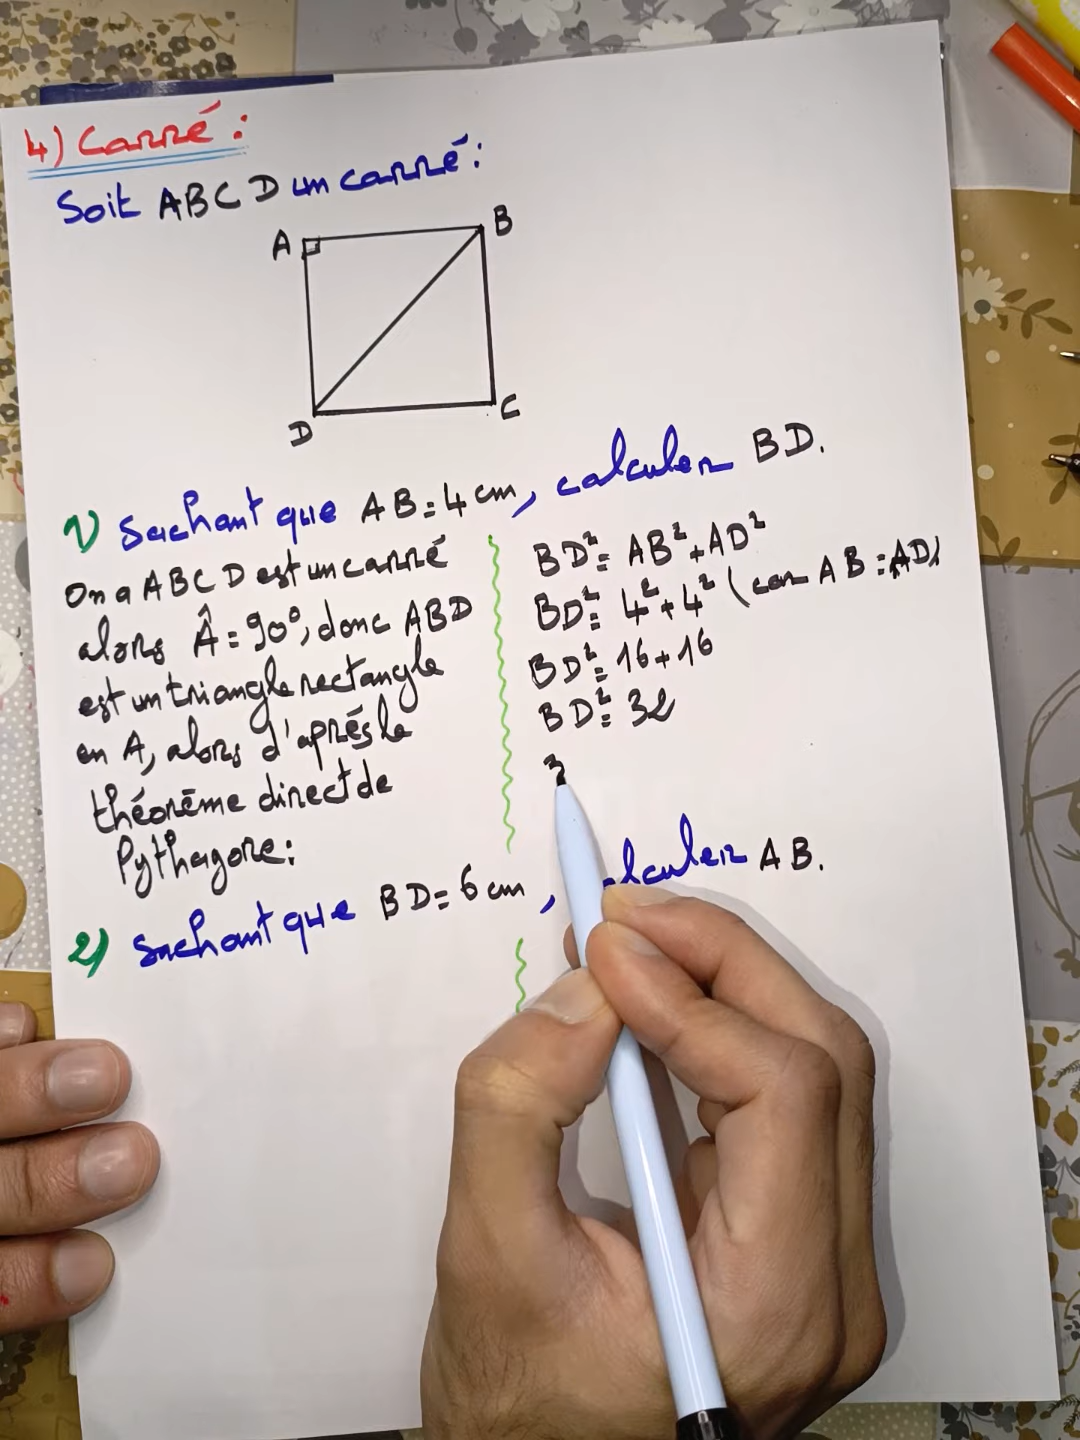 4) Carré :
Soit ABCD un carré :
A
B
D
C
1) Sachant que AB = 4 cm, calculer BD.
On a ABCD est un carré
alors Â = 90°, donc ABD
est un triangle rectangle
en A, alors d'après le
théorème direct de
Pythagore :
BD² = AB² + AD²
BD² = 4² + 4² (car AB = AD)
BD² = 16 + 16
BD² = 32
2) Sachant que BD = 6 cm, calculer AB.